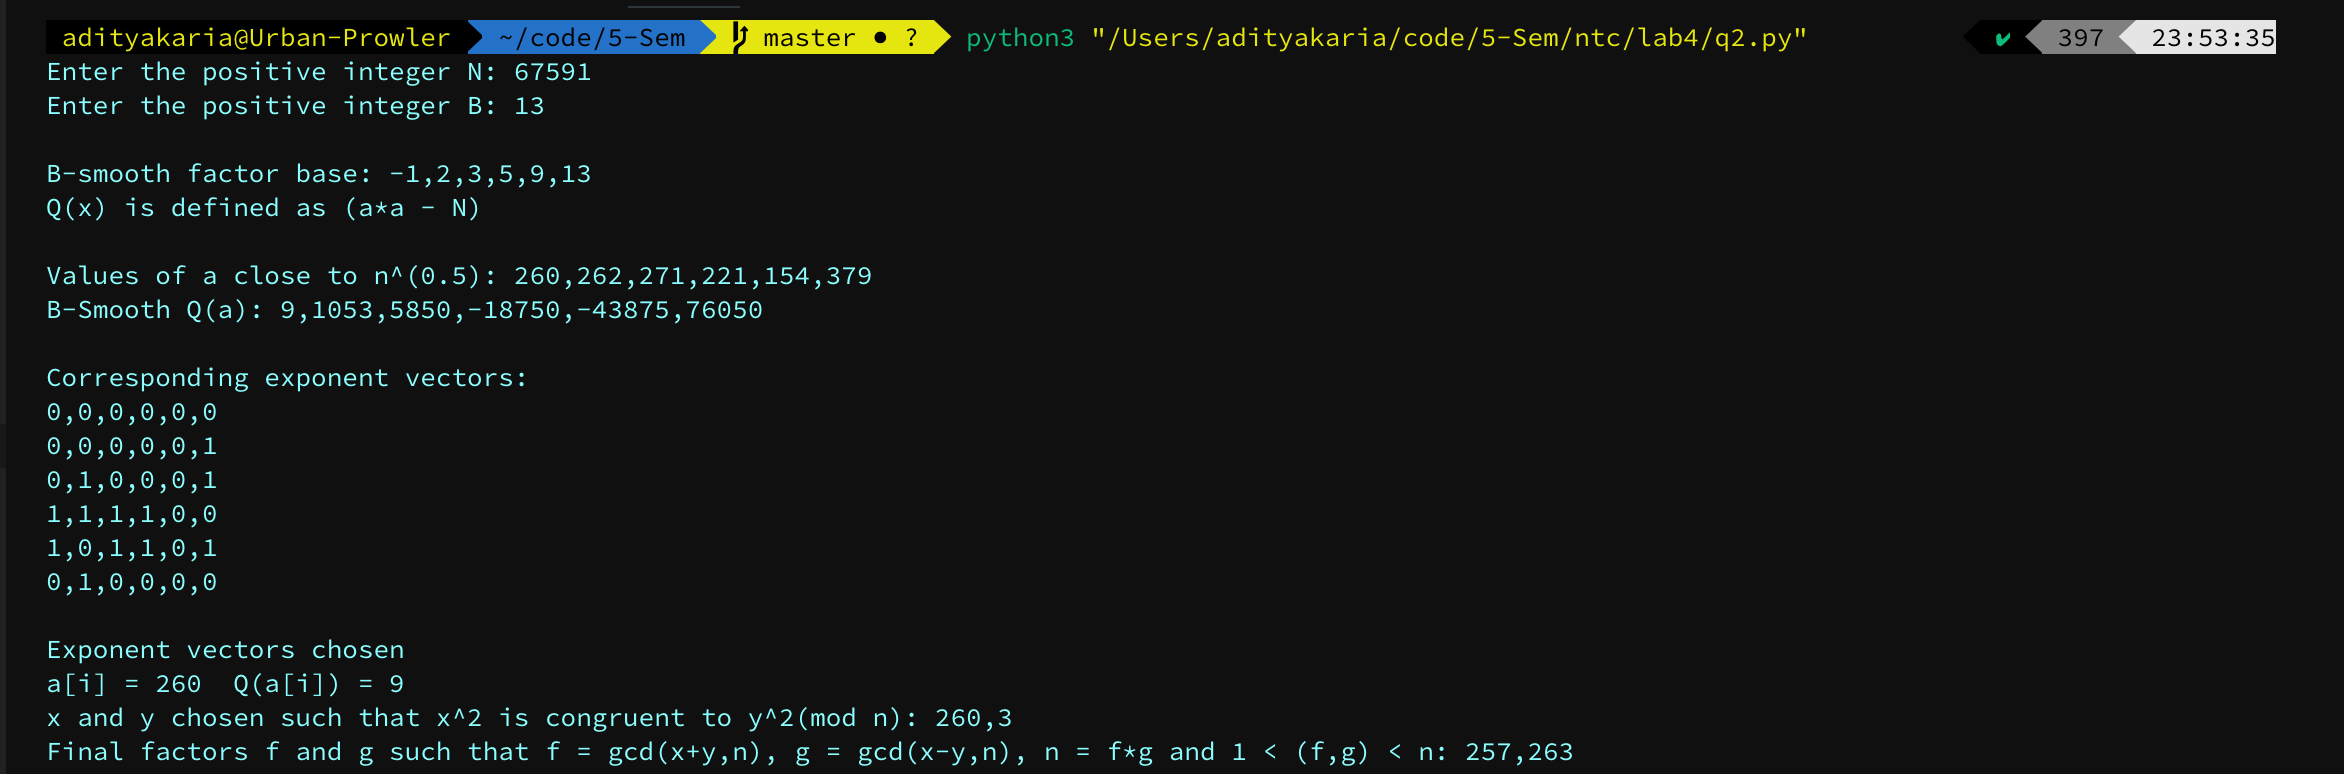 adityakaria@Urban-Prowler ~/code/5-Sem master ● ? python3 "/Users/adityakaria/code/5-Sem/ntc/lab4/q2.py" ✔ 397 23:53:35
Enter the positive integer N: 67591
Enter the positive integer B: 13
B-smooth factor base: -1,2,3,5,9,13
Q(x) is defined as (a*a - N)
Values of a close to n^(0.5): 260,262,271,221,154,379
B-Smooth Q(a): 9,1053,5850,-18750,-43875,76050
Corresponding exponent vectors:
0,0,0,0,0,0
0,0,0,0,0,1
0,1,0,0,0,1
1,1,1,1,0,0
1,0,1,1,0,1
0,1,0,0,0,0
Exponent vectors chosen
a[i] = 260  Q(a[i]) = 9
x and y chosen such that x^2 is congruent to y^2(mod n): 260,3
Final factors f and g such that f = gcd(x+y,n), g = gcd(x-y,n), n = f*g and 1 < (f,g) < n: 257,263